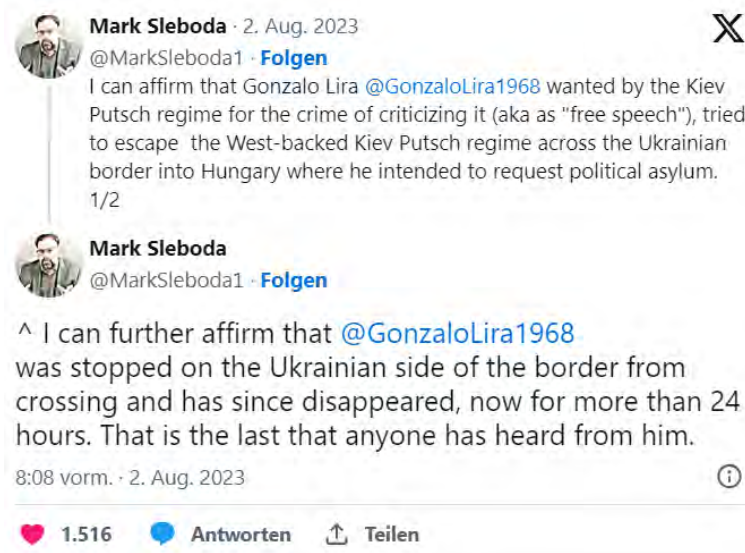 Mark Sleboda · 2. Aug. 2023
@MarkSleboda1 · Folgen
I can affirm that Gonzalo Lira @GonzaloLira1968 wanted by the Kiev
Putsch regime for the crime of criticizing it (aka as "free speech"), tried
to escape the West-backed Kiev Putsch regime across the Ukrainian
border into Hungary where he intended to request political asylum.
1/2
Mark Sleboda
@MarkSleboda1 · Folgen
^ I can further affirm that @GonzaloLira1968
was stopped on the Ukrainian side of the border from
crossing and has since disappeared, now for more than 24
hours. That is the last that anyone has heard from him.
8:08 vorm. · 2. Aug. 2023
1.516 Antworten Teilen